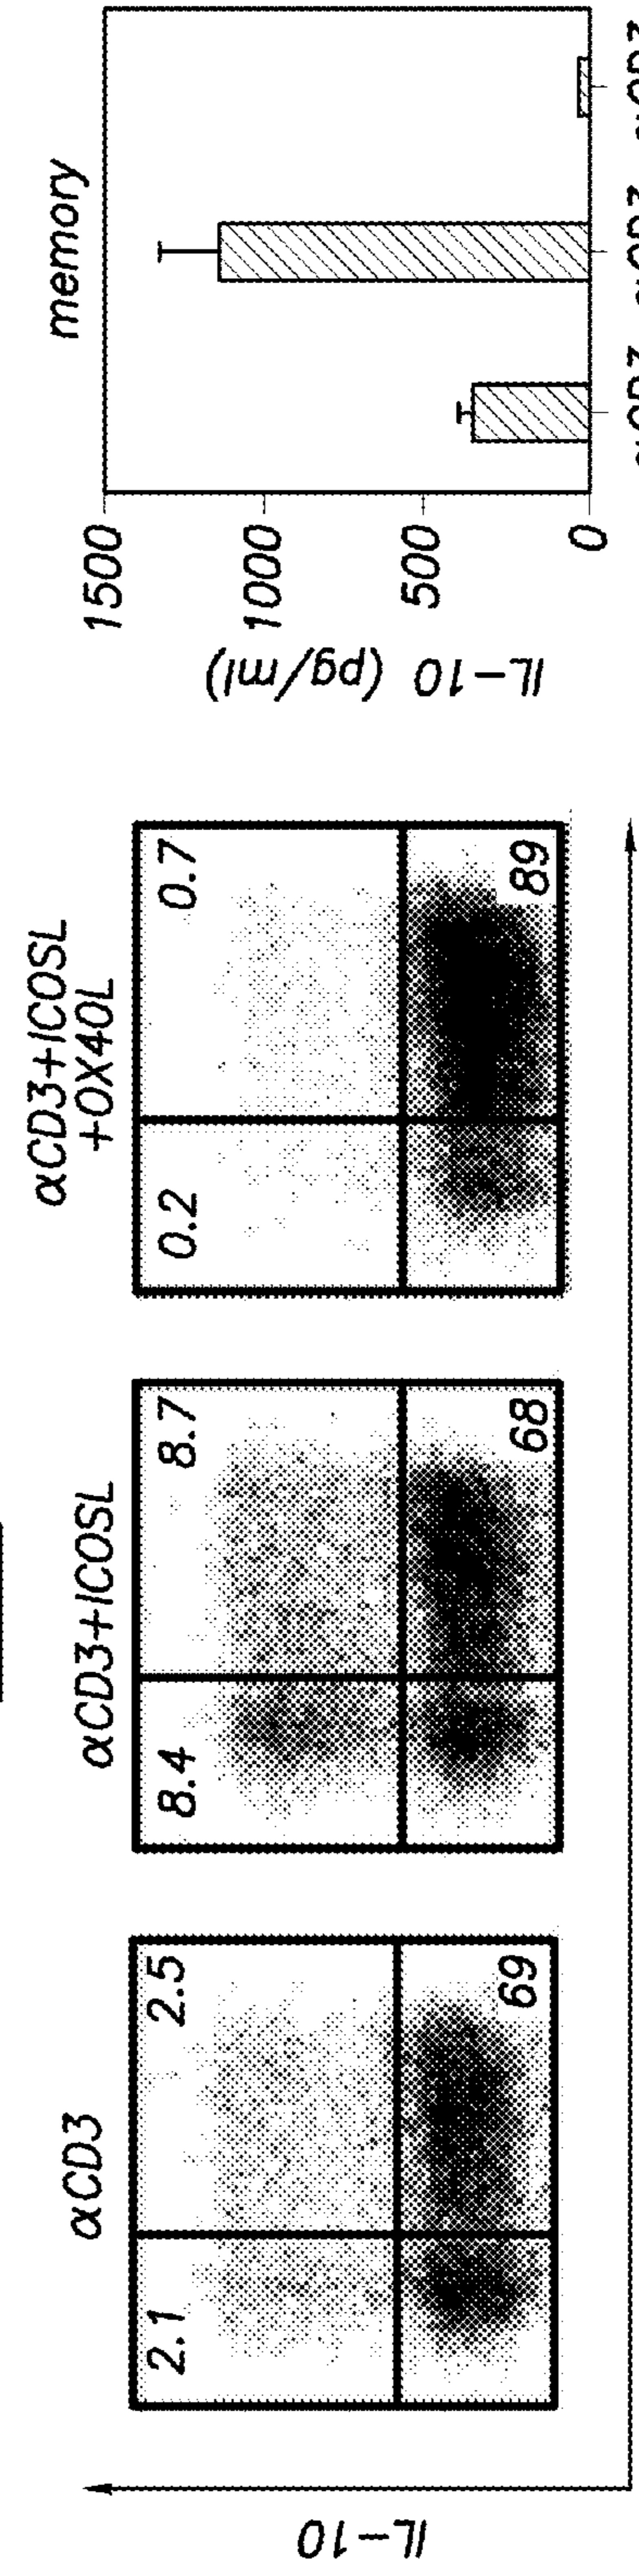 αCD3
αCD3+ICOSL
αCD3+ICOSL
+OX40L
2.1
2.5
69
8.4
8.7
68
0.2
0.7
89
IL-10
memory
IL-10 (pg/ml)
1500
1000
500
0